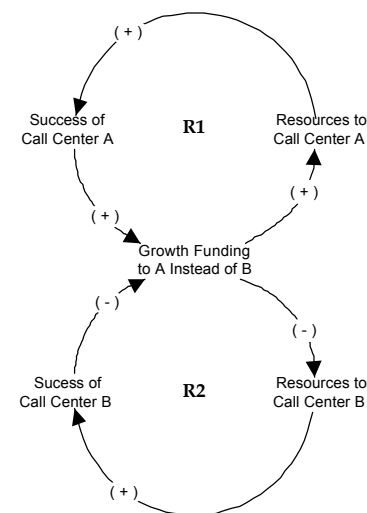 ( + )
Success of
Call Center A
R1
Resources to
Call Center A
( + )
( + )
Growth Funding
to A Instead of B
( - )
( - )
Sucess of
Call Center B
R2
Resources to
Call Center B
( + )